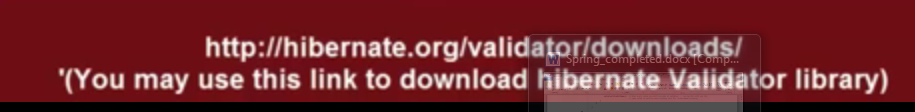 http://hibernate.org/validator/downloads/
Spring_completed.docx [Comp...
'(You may use this link to download hibernate Validator library)